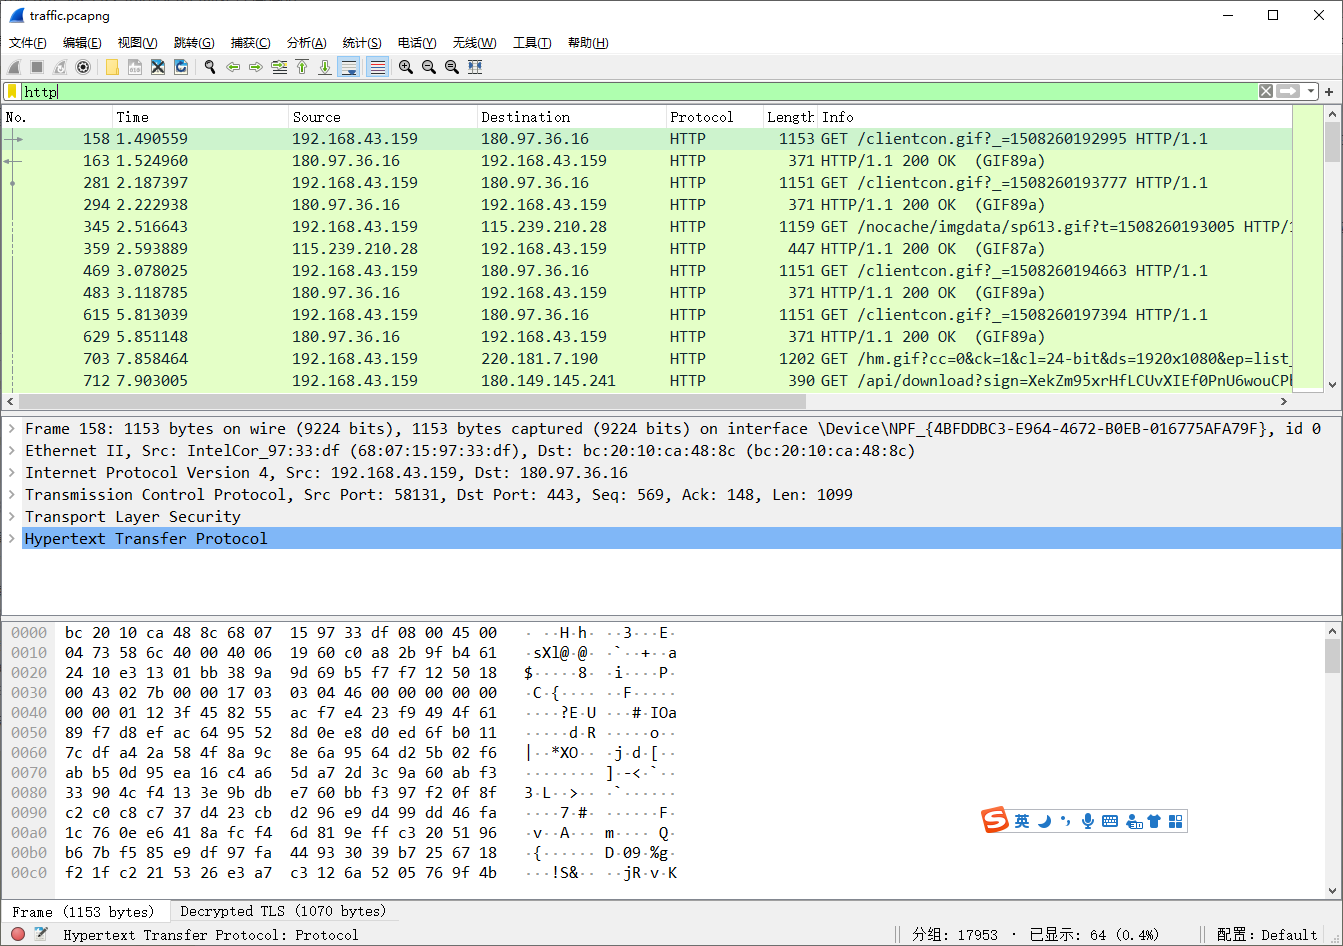 traffic.pcapng
文件(F) 编辑(E) 视图(V) 跳转(G) 捕获(C) 分析(A) 统计(S) 电话(Y) 无线(W) 工具(T) 帮助(H)
http
No. Time Source Destination Protocol Length Info
158 1.490559 192.168.43.159 180.97.36.16 HTTP 1153 GET /clientcon.gif?_=1508260192995 HTTP/1.1
163 1.524960 180.97.36.16 192.168.43.159 HTTP 371 HTTP/1.1 200 OK (GIF89a)
281 2.187397 192.168.43.159 180.97.36.16 HTTP 1151 GET /clientcon.gif?_=1508260193777 HTTP/1.1
294 2.222938 180.97.36.16 192.168.43.159 HTTP 371 HTTP/1.1 200 OK (GIF89a)
345 2.516643 192.168.43.159 115.239.210.28 HTTP 1159 GET /nocache/imgdata/sp613.gif?t=1508260193005 HTTP/1
359 2.593889 115.239.210.28 192.168.43.159 HTTP 447 HTTP/1.1 200 OK (GIF87a)
469 3.078025 192.168.43.159 180.97.36.16 HTTP 1151 GET /clientcon.gif?_=1508260194663 HTTP/1.1
483 3.118785 180.97.36.16 192.168.43.159 HTTP 371 HTTP/1.1 200 OK (GIF89a)
615 5.813039 192.168.43.159 180.97.36.16 HTTP 1151 GET /clientcon.gif?_=1508260197394 HTTP/1.1
629 5.851148 180.97.36.16 192.168.43.159 HTTP 371 HTTP/1.1 200 OK (GIF89a)
703 7.858464 192.168.43.159 220.181.7.190 HTTP 1202 GET /hm.gif?cc=0&ck=1&cl=24-bit&ds=1920x1080&ep=list_
712 7.903005 192.168.43.159 180.149.145.241 HTTP 390 GET /api/download?sign=XekZm95xrHfLCUvXIEf0PnU6wouCPl
Frame 158: 1153 bytes on wire (9224 bits), 1153 bytes captured (9224 bits) on interface \Device\NPF_{4BFDDBC3-E964-4672-B0EB-016775AFA79F}, id 0
Ethernet II, Src: IntelCor_97:33:df (68:07:15:97:33:df), Dst: bc:20:10:ca:48:8c (bc:20:10:ca:48:8c)
Internet Protocol Version 4, Src: 192.168.43.159, Dst: 180.97.36.16
Transmission Control Protocol, Src Port: 58131, Dst Port: 443, Seq: 569, Ack: 148, Len: 1099
Transport Layer Security
Hypertext Transfer Protocol
0000 bc 20 10 ca 48 8c 68 07 15 97 33 df 08 00 45 00 · ··H·h· ··3···E·
0010 04 73 58 6c 40 00 40 06 19 60 c0 a8 2b 9f b4 61 ·sXl@·@· ·`··+··a
0020 24 10 e3 13 01 bb 38 9a 9d 69 b5 f7 f7 12 50 18 $·····8· ·i····P·
0030 00 43 02 7b 00 00 17 03 03 04 46 00 00 00 00 00 ·C·{···· ··F·····
0040 00 00 01 12 3f 45 82 55 ac f7 e4 23 f9 49 4f 61 ····?E·U ···#·IOa
0050 89 f7 d8 ef ac 64 95 52 8d 0e e8 d0 ed 6f b0 11 ·····d·R ·····o··
0060 7c df a4 2a 58 4f 8a 9c 8e 6a 95 64 d2 5b 02 f6 |··*XO·· ·j·d·[··
0070 ab b5 0d 95 ea 16 c4 a6 5d a7 2d 3c 9a 60 ab f3 ········ ]·-<·`··
0080 33 90 4c f4 13 3e 9b db e7 60 bb f3 97 f2 0f 8f 3·L··>·· ·`······
0090 c2 c0 c8 c7 37 d4 23 cb d2 96 e9 d4 99 dd 46 fa ····7·#· ······F·
00a0 1c 76 0e e6 41 8a fc f4 6d 81 9e ff c3 20 51 96 ·v··A··· m···· Q·
00b0 b6 7b f5 85 e9 df 97 fa 44 93 30 39 b7 25 67 18 ·{······ D·09·%g·
00c0 f2 1f c2 21 53 26 e3 a7 c3 12 6a 52 05 76 9f 4b ···!S&·· ··jR·v·K
S 英
Frame (1153 bytes) Decrypted TLS (1070 bytes)
Hypertext Transfer Protocol: Protocol 分组: 17953 · 已显示: 64 (0.4%) 配置: Default